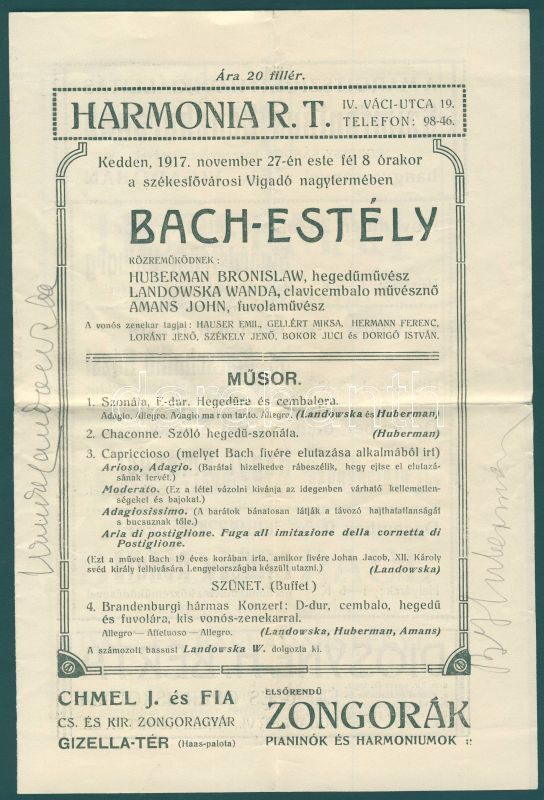 Ára 20 fillér.
HARMONIA R. T. IV. VÁCI-UTCA 19.
TELEFON: 98-46.
Kedden, 1917. november 27-én este fél 8 órakor
a székesfővárosi Vigadó nagytermében
BACH-ESTÉLY
KÖZREMŰKÖDNEK:
HUBERMAN BRONISLAW, hegedűművész
LANDOWSKA WANDA, clavicembalo művésznő
AMANS JOHN, fuvolaművész
A vonós zenekar tagjai: HAUSER EMIL, GELLÉRT MIKSA, HERMANN FERENC,
LORÁNT JENŐ, SZÉKELY JENŐ, BOKOR JUCI és DORIGÓ ISTVÁN.
MŰSOR.
1. Szonáta, E-dur. Hegedűre és cembalera.
Adagio. Allegro. Adagio ma non tanto. Allegro. (Landowska és Huberman)
2. Chaconne. Szóló hegedű-szonáta. (Huberman)
3. Capriccioso (melyet Bach fivére elutazása alkalmából irt)
Arioso, Adagio. (Barátai hizelkedve rábeszélik, hogy ejtse el elutazá-
sának tervét.)
Moderato. (Ez a tétel vázolni kivánja az idegenben várható kellemetlen-
ségeket és bajokat.)
Adagiosissimo. (A barátok bánatosan látják a távozó hajthatatlanságát
a bucsuznak tőle.)
Aria di postiglione. Fuga all imitazione della cornetta di
Postiglione.
(Ezt a művet Bach 19 éves korában irta, amikor fivére Johan Jacob, XII. Károly
svéd király felhivására Lengyelországba készült utazni.) (Landowska)
SZÜNET. (Buffet)
4. Brandenburgi hármas Konzert: D-dur, cembalo, hegedű
és fuvolára, kis vonós-zenekarral.
Allegro—Affetuoso—Allegro. (Landowska, Huberman, Amans)
A számozott bassust Landowska W. dolgozta ki.
Wanda Landowska
B Huberman
CHMEL J. és FIA
CS. ÉS KIR. ZONGORAGYÁR
GIZELLA-TÉR (Haas-palota)
ELSŐRENDŰ
ZONGORÁK
PIANINÓK ÉS HARMONIUMOK ::
darabanth